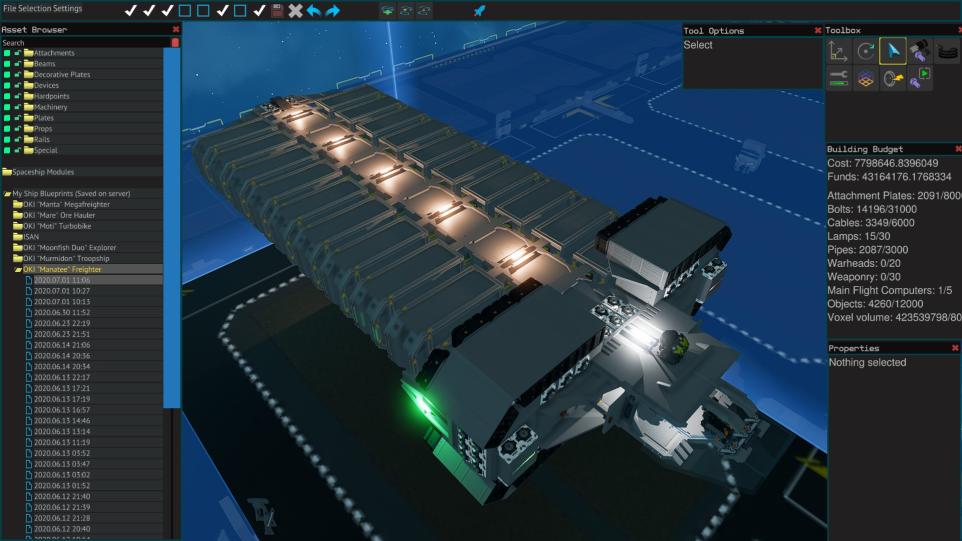 File Selection Settings
Asset Browser
Search
Attachments
Beams
Decorative Plates
Devices
Hardpoints
Machinery
Plates
Props
Rails
Special
Spaceship Modules
My Ship Blueprints (Saved on server)
OKI "Manta" Megafreighter
OKI "Mare" Ore Hauler
OKI "Moti" Turbobike
ISAN
OKI "Moonfish Duo" Explorer
OKI "Murmidon" Troopship
OKI "Manatee" Freighter
2020.07.01 11:06
2020.07.01 10:27
2020.07.01 10:13
2020.06.30 11:52
2020.06.23 22:19
2020.06.23 21:51
2020.06.14 21:06
2020.06.14 20:36
2020.06.14 20:34
2020.06.13 22:17
2020.06.13 17:21
2020.06.13 17:19
2020.06.13 16:57
2020.06.13 14:46
2020.06.13 13:14
2020.06.13 11:19
2020.06.13 03:52
2020.06.13 03:47
2020.06.13 03:02
2020.06.13 01:52
2020.06.12 21:40
2020.06.12 21:39
2020.06.12 21:28
2020.06.12 20:40
Tool Options
Select
Toolbox
Building Budget
Cost: 7798646.8396049
Funds: 43164176.1768334
Attachment Plates: 2091/800
Bolts: 14196/31000
Cables: 3349/6000
Lamps: 15/30
Pipes: 2087/3000
Warheads: 0/20
Weaponry: 0/30
Main Flight Computers: 1/5
Objects: 4260/12000
Voxel volume: 423539798/80
Properties
Nothing selected